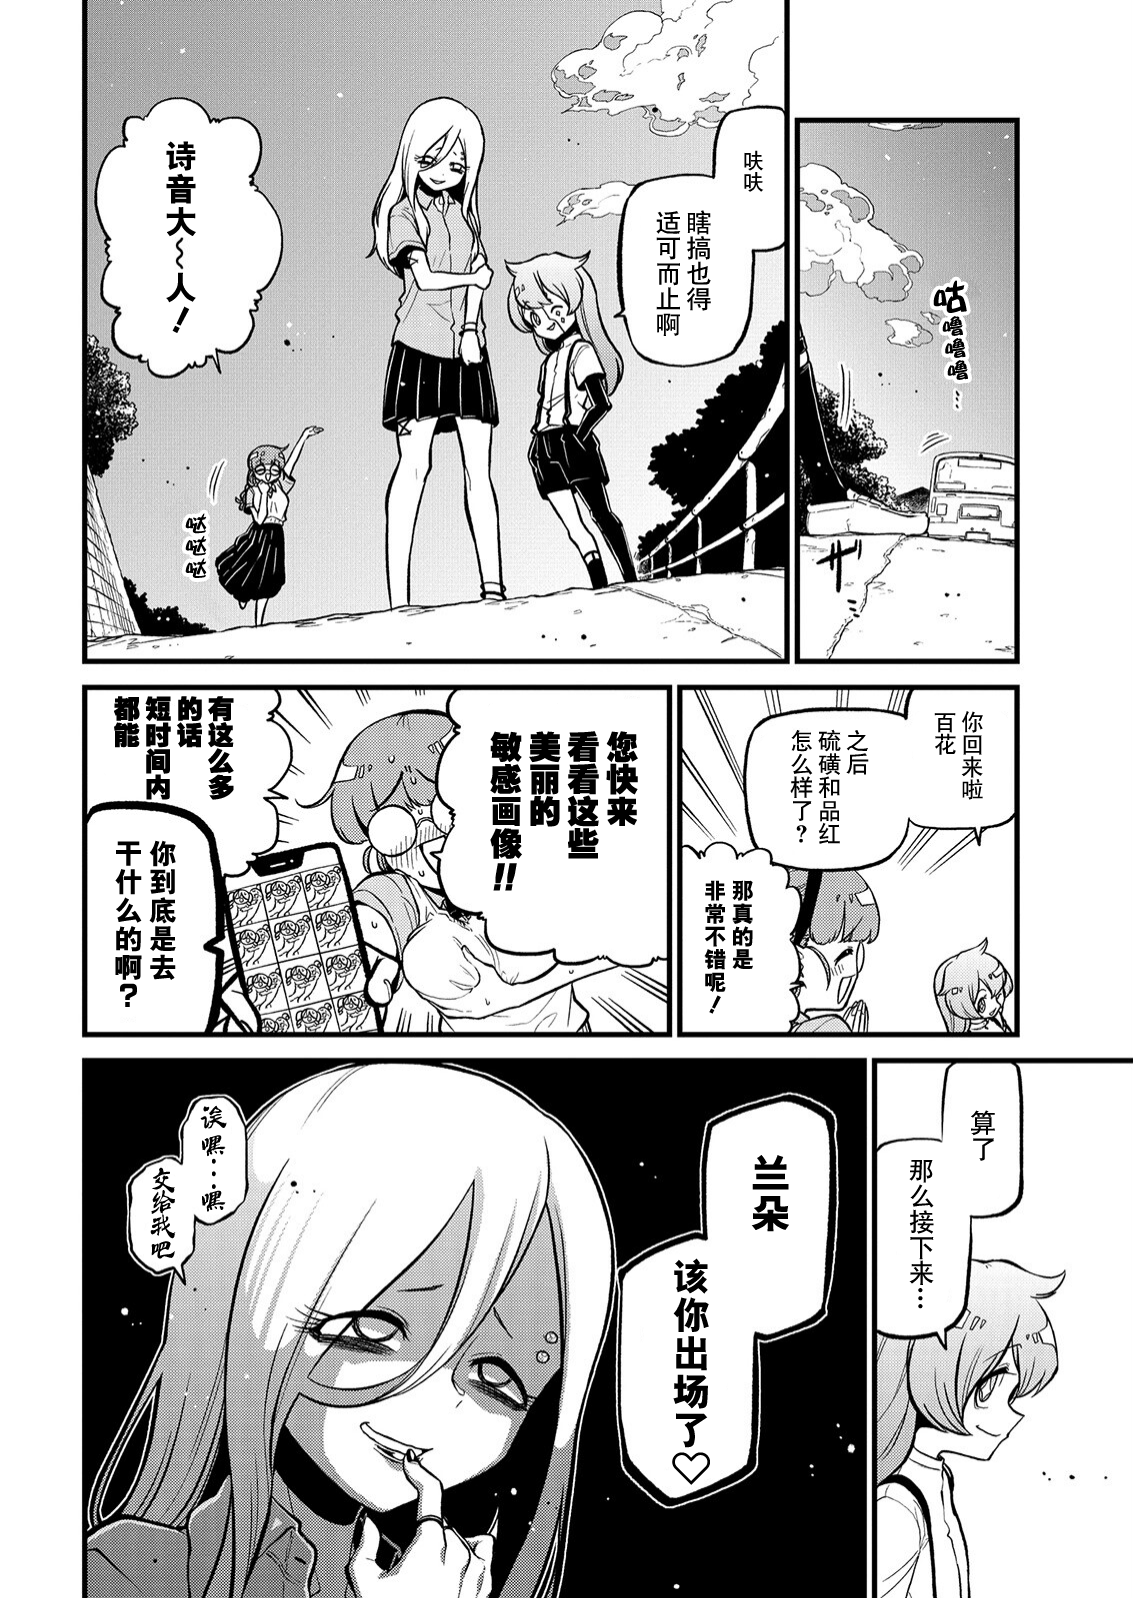 咕噜噜噜…
ザ
呋呋
瞎搞也得
适可而止啊
诗音大～人！
哒哒哒
你回来啦
百花
之后
硫磺和品红
怎么样了？
那真的是
非常不错呢！
您快来
看看这些
美丽的
敏感画像！！
有这么多
的话
短时间内
都能
你到底是去
干什么的啊？
算了
那么接下来…
兰朵
该你出场了♡
诶嘿…嘿
交给我吧